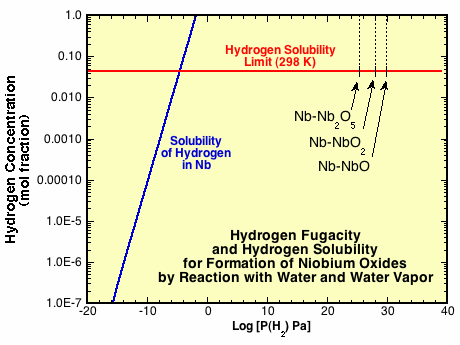 1.0
0.10
0.010
0.0010
0.00010
1.0E-5
1.0E-6
1.0E-7
Hydrogen Concentration
(mol fraction)
Hydrogen Solubility
Limit (298 K)
Nb-Nb2O5
Nb-NbO2
Nb-NbO
Solubility
of Hydrogen
in Nb
Hydrogen Fugacity
and Hydrogen Solubility
for Formation of Niobium Oxides
by Reaction with Water and Water Vapor
-20 -10 0 10 20 30 40
Log [P(H2) Pa]